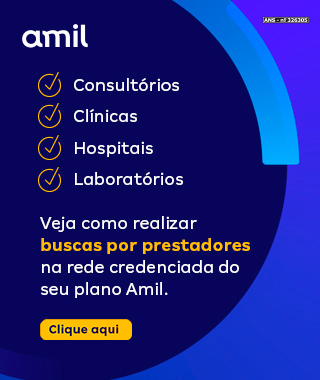 amil
ANS - nº 326305
Consultórios
Clínicas
Hospitais
Laboratórios
Veja como realizar
buscas por prestadores
na rede credenciada do
seu plano Amil.
Clique aqui